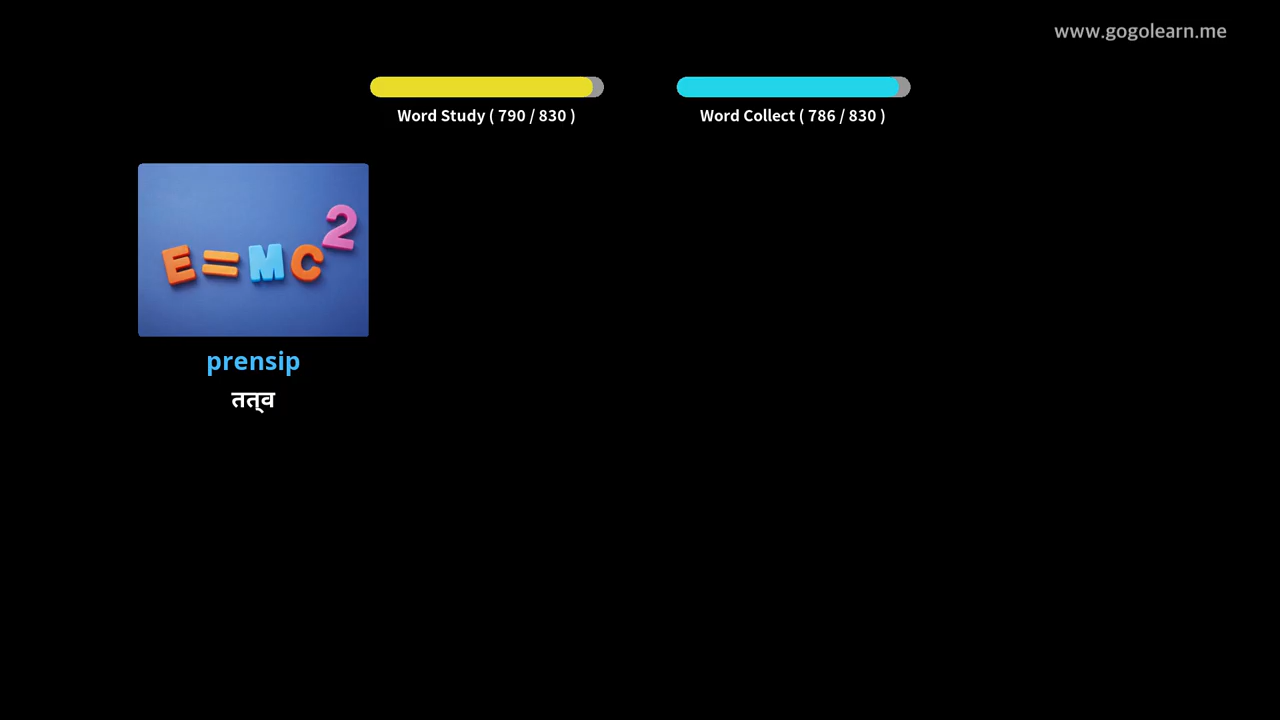 www.gogolearn.me
Word Study ( 790 / 830 )
Word Collect ( 786 / 830 )
E=MC2
prensip
तत्‌व